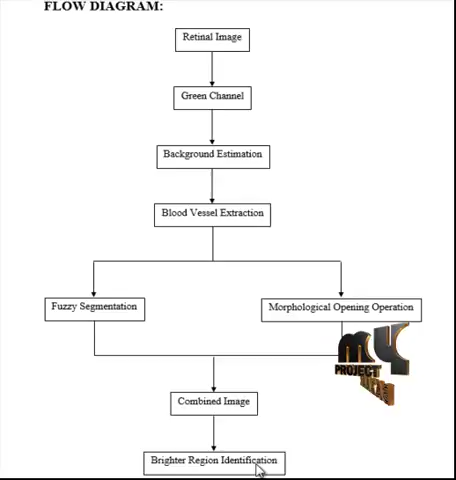 FLOW DIAGRAM:
Retinal Image
Green Channel
Background Estimation
Blood Vessel Extraction
Fuzzy Segmentation
Morphological Opening Operation
MY
PROJECT
Combined Image
Brighter Region Identification